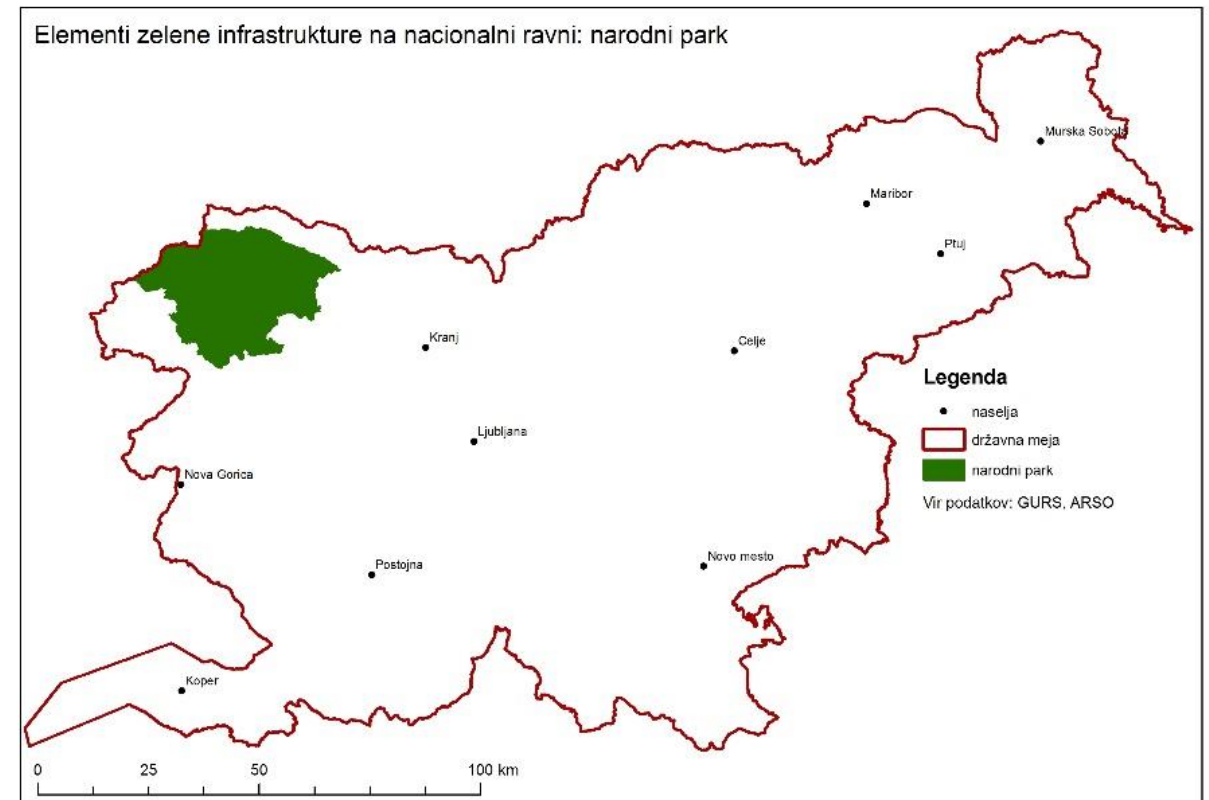 Elementi zelene infrastrukture na nacionalni ravni: narodni park
Murska Sobota
Maribor
Ptuj
Kranj
Celje
Legenda
naselja
Ljubljana
državna meja
Nova Gorica
narodni park
Vir podatkov: GURS, ARSO
Novo mesto
Postojna
Koper
0 25 50 100 km